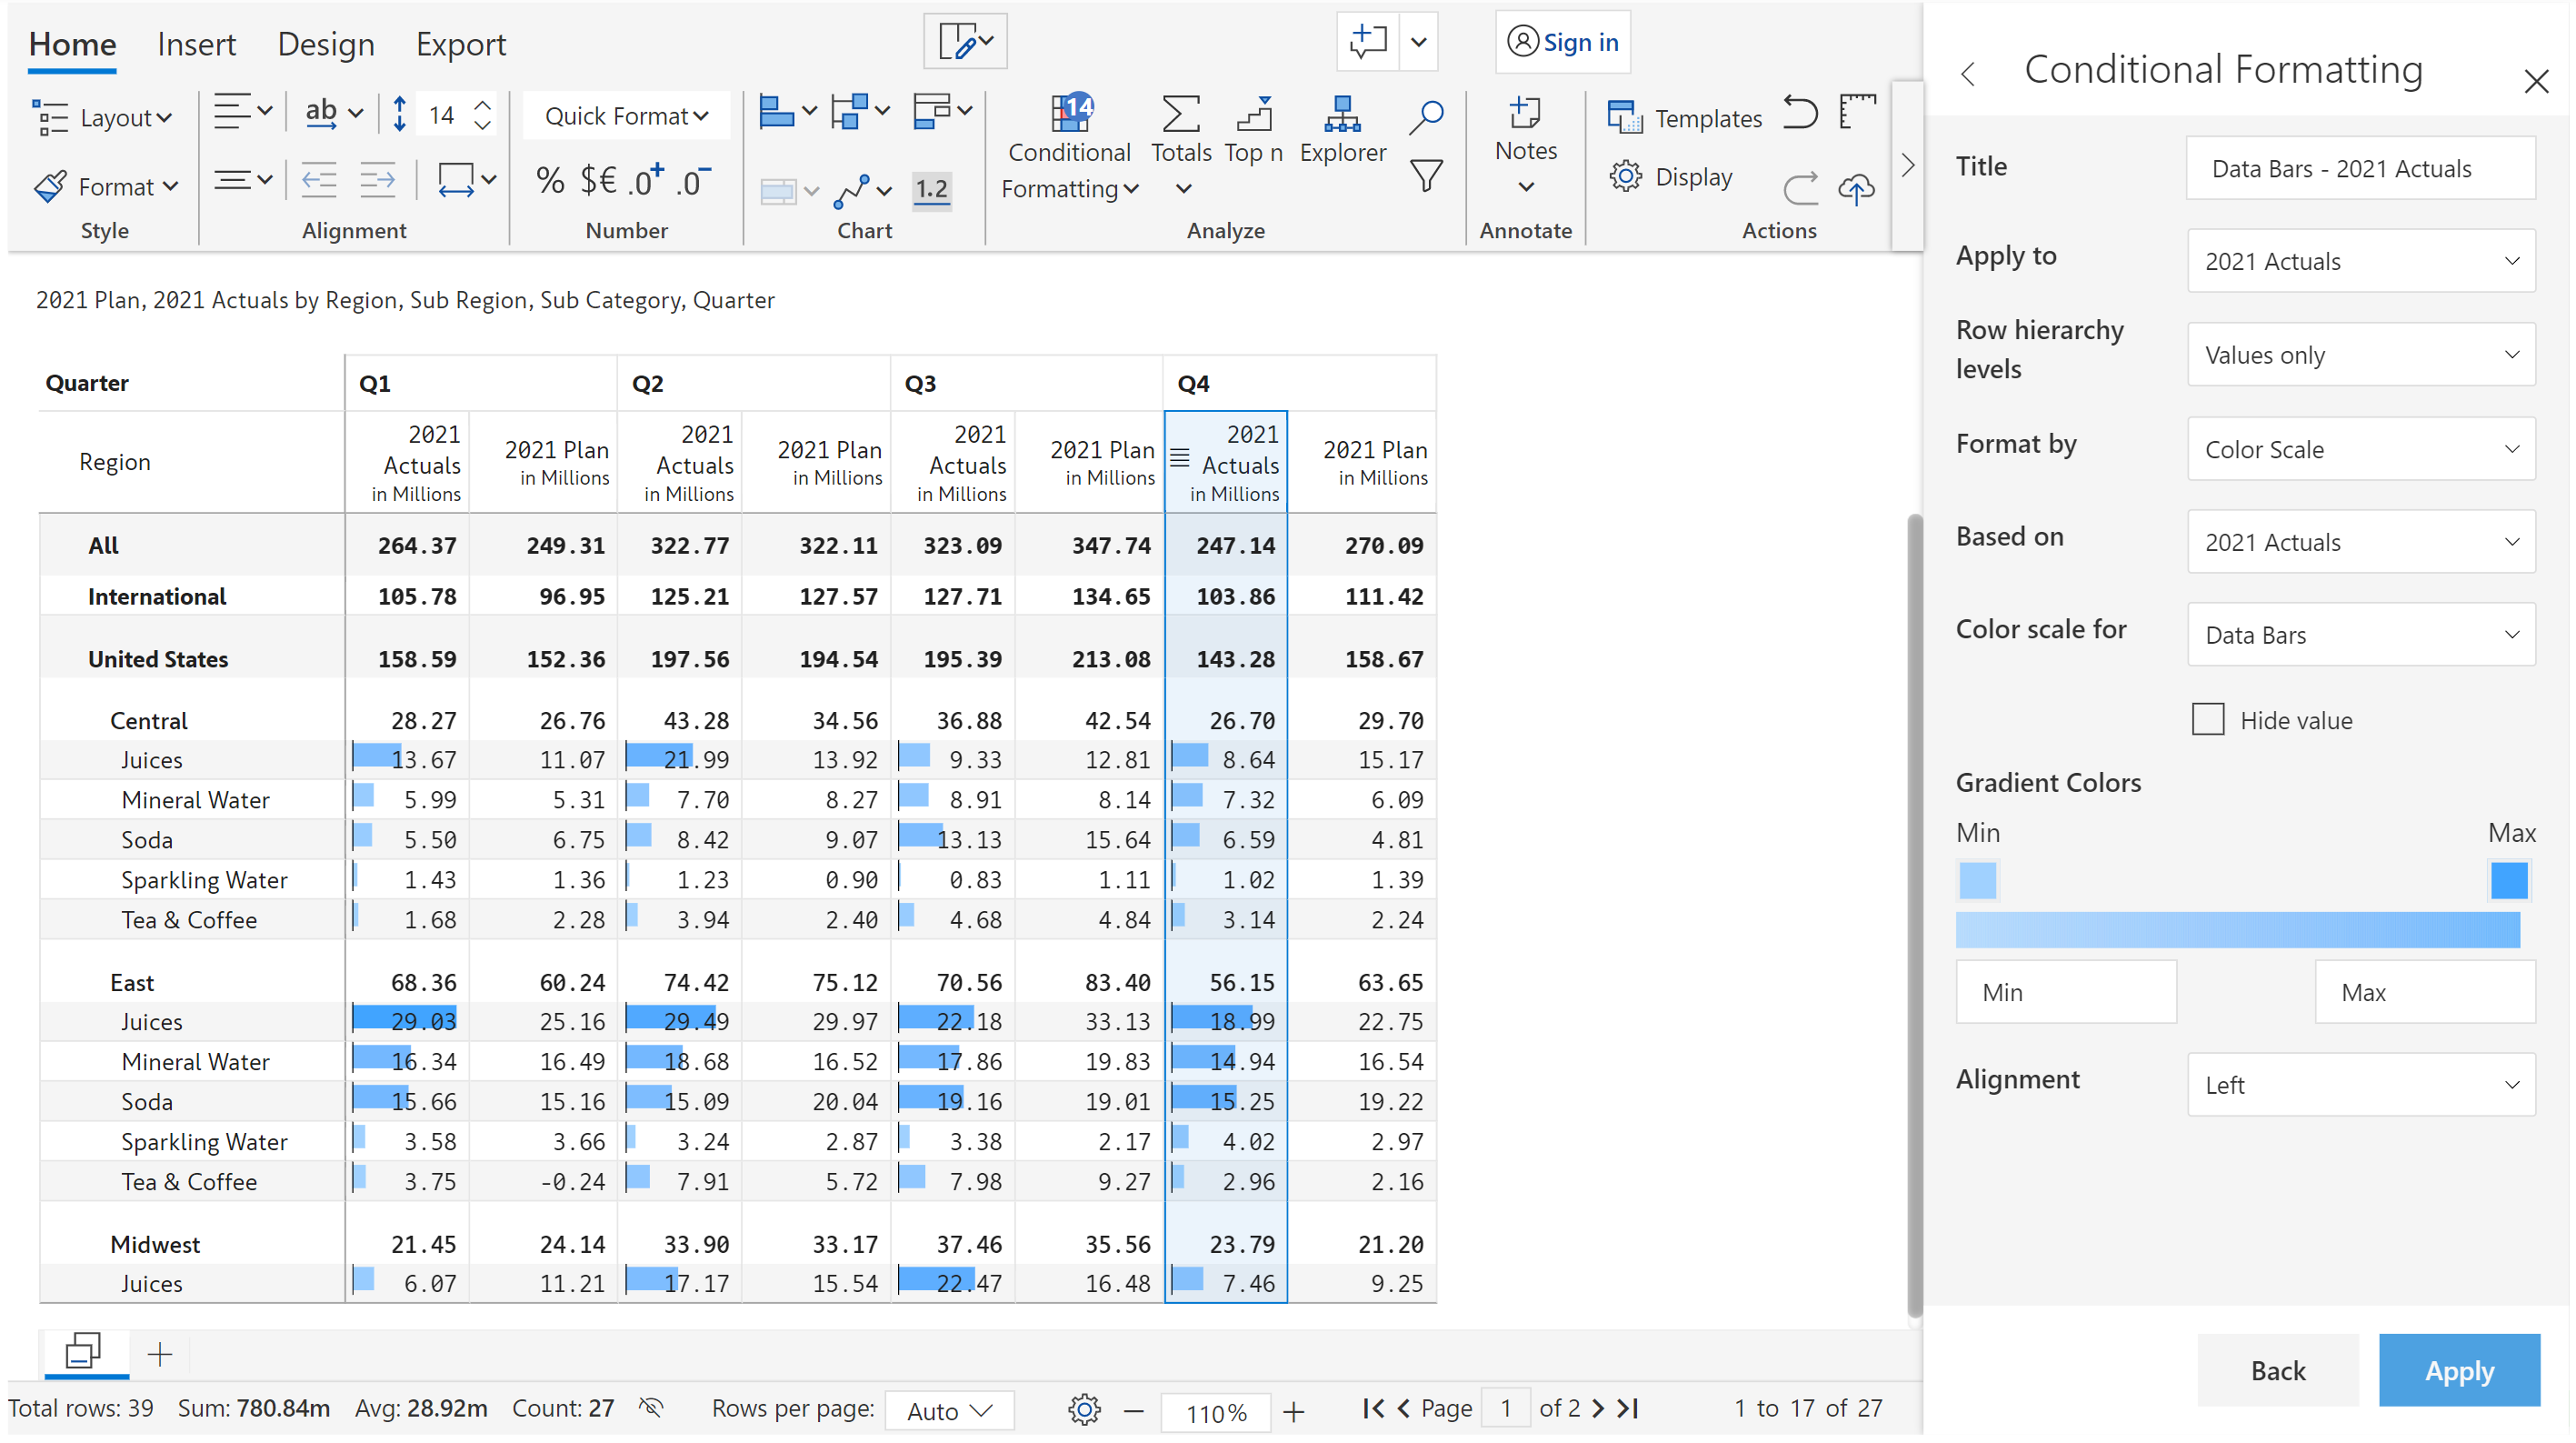 Home Insert Design Export
Sign in
Layout
ab
14
Quick Format
14
Conditional Formatting
Totals
Top n
Explorer
Notes
Templates
Format
% $€ .0+ .0-
1.2
Display
Style
Alignment
Number
Chart
Analyze
Annotate
Actions
2021 Plan, 2021 Actuals by Region, Sub Region, Sub Category, Quarter
Quarter Q1 Q2 Q3 Q4
Region 2021 Actuals in Millions 2021 Plan in Millions 2021 Actuals in Millions 2021 Plan in Millions 2021 Actuals in Millions 2021 Plan in Millions 2021 Actuals in Millions 2021 Plan in Millions
All 264.37 249.31 322.77 322.11 323.09 347.74 247.14 270.09
International 105.78 96.95 125.21 127.57 127.71 134.65 103.86 111.42
United States 158.59 152.36 197.56 194.54 195.39 213.08 143.28 158.67
Central 28.27 26.76 43.28 34.56 36.88 42.54 26.70 29.70
Juices 13.67 11.07 21.99 13.92 9.33 12.81 8.64 15.17
Mineral Water 5.99 5.31 7.70 8.27 8.91 8.14 7.32 6.09
Soda 5.50 6.75 8.42 9.07 13.13 15.64 6.59 4.81
Sparkling Water 1.43 1.36 1.23 0.90 0.83 1.11 1.02 1.39
Tea & Coffee 1.68 2.28 3.94 2.40 4.68 4.84 3.14 2.24
East 68.36 60.24 74.42 75.12 70.56 83.40 56.15 63.65
Juices 29.03 25.16 29.49 29.97 22.18 33.13 18.99 22.75
Mineral Water 16.34 16.49 18.68 16.52 17.86 19.83 14.94 16.54
Soda 15.66 15.16 15.09 20.04 19.16 19.01 15.25 19.22
Sparkling Water 3.58 3.66 3.24 2.87 3.38 2.17 4.02 2.97
Tea & Coffee 3.75 -0.24 7.91 5.72 7.98 9.27 2.96 2.16
Midwest 21.45 24.14 33.90 33.17 37.46 35.56 23.79 21.20
Juices 6.07 11.21 17.17 15.54 22.47 16.48 7.46 9.25
Total rows: 39 Sum: 780.84m Avg: 28.92m Count: 27 Rows per page: Auto 110% Page 1 of 2 1 to 17 of 27
Conditional Formatting
Title Data Bars - 2021 Actuals
Apply to 2021 Actuals
Row hierarchy levels Values only
Format by Color Scale
Based on 2021 Actuals
Color scale for Data Bars
Hide value
Gradient Colors
Min Max
Min Max
Alignment Left
Back Apply